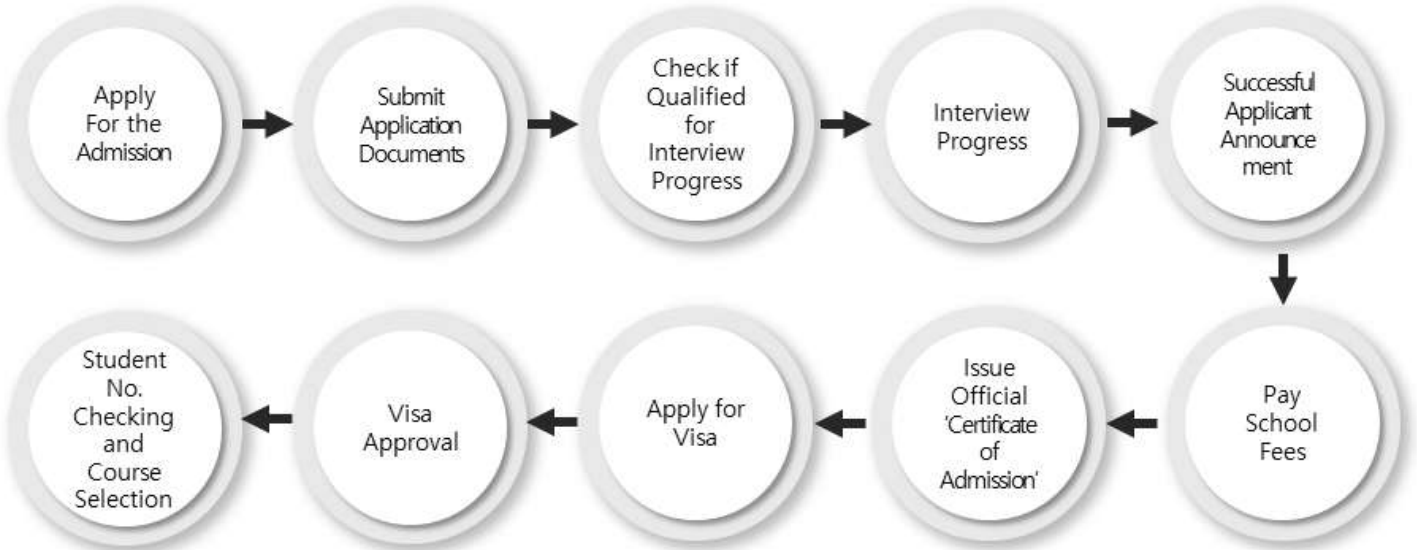 Apply
For the
Admission
Submit
Application
Documents
Check if
Qualified
for
Interview
Progress
Interview
Progress
Successful
Applicant
Announce
ment
Pay
School
Fees
Issue
Official
'Certificate
of
Admission'
Apply for
Visa
Visa
Approval
Student
No.
Checking
and
Course
Selection